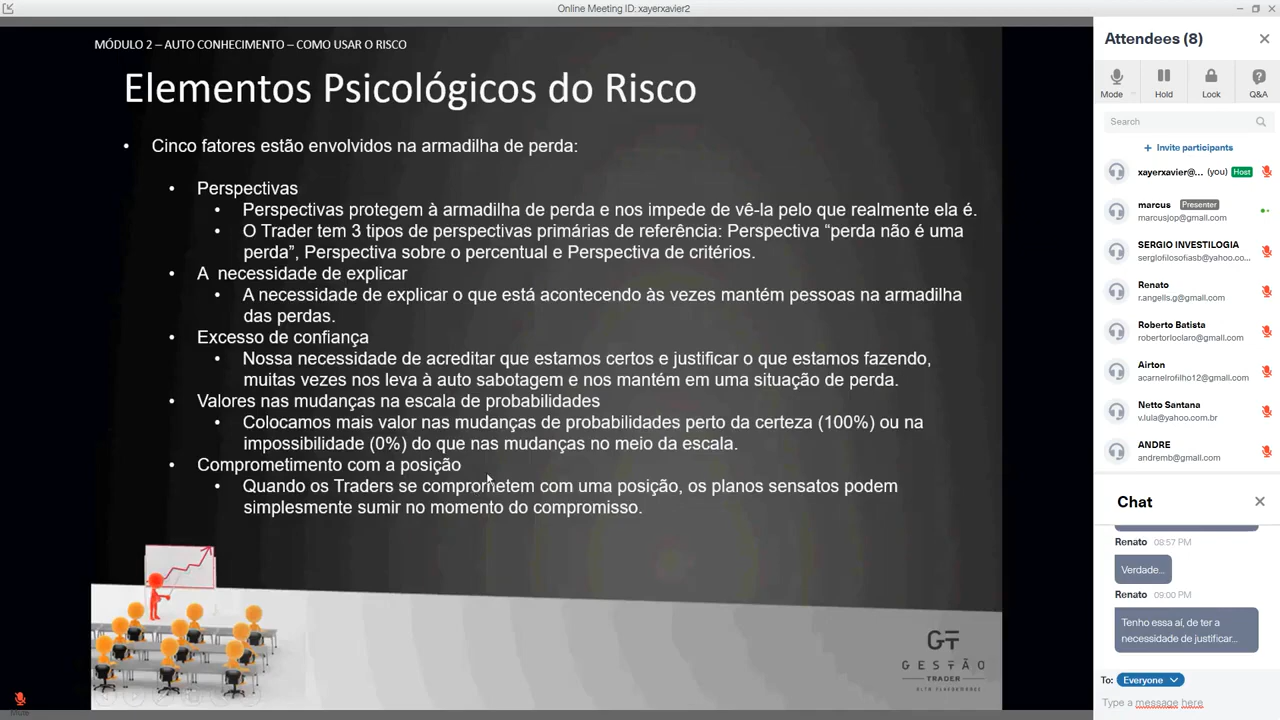 Online Meeting ID: xayerxavier2
MÓDULO 2 – AUTO CONHECIMENTO – COMO USAR O RISCO
Elementos Psicológicos do Risco
• Cinco fatores estão envolvidos na armadilha de perda:
• Perspectivas
• Perspectivas protegem à armadilha de perda e nos impede de vê-la pelo que realmente ela é.
• O Trader tem 3 tipos de perspectivas primárias de referência: Perspectiva “perda não é uma
perda”, Perspectiva sobre o percentual e Perspectiva de critérios.
• A necessidade de explicar
• A necessidade de explicar o que está acontecendo às vezes mantém pessoas na armadilha
das perdas.
• Excesso de confiança
• Nossa necessidade de acreditar que estamos certos e justificar o que estamos fazendo,
muitas vezes nos leva à auto sabotagem e nos mantém em uma situação de perda.
• Valores nas mudanças na escala de probabilidades
• Colocamos mais valor nas mudanças de probabilidades perto da certeza (100%) ou na
impossibilidade (0%) do que nas mudanças no meio da escala.
• Comprometimento com a posição
• Quando os Traders se comprometem com uma posição, os planos sensatos podem
simplesmente sumir no momento do compromisso.
GT
GESTÃO
TRADER
ALTA PERFORMANCE
Mute
Attendees (8)
Mode Hold Lock Q&A
Search
+ Invite participants
xayerxavier@... (you) Host
marcus Presenter
marcusjop@gmail.com
SERGIO INVESTILOGIA
sergiofilosofiasb@yahoo.co...
Renato
r.angells.g@gmail.com
Roberto Batista
robertorloclaro@gmail.com
Airton
acarneirofilho12@gmail.com
Netto Santana
v.lula@yahoo.com.br
ANDRE
andremb@gmail.com
Chat
Renato 08:57 PM
Verdade...
Renato 09:00 PM
Tenho essa aí, de ter a
necessidade de justificar...
To: Everyone
Type a message here